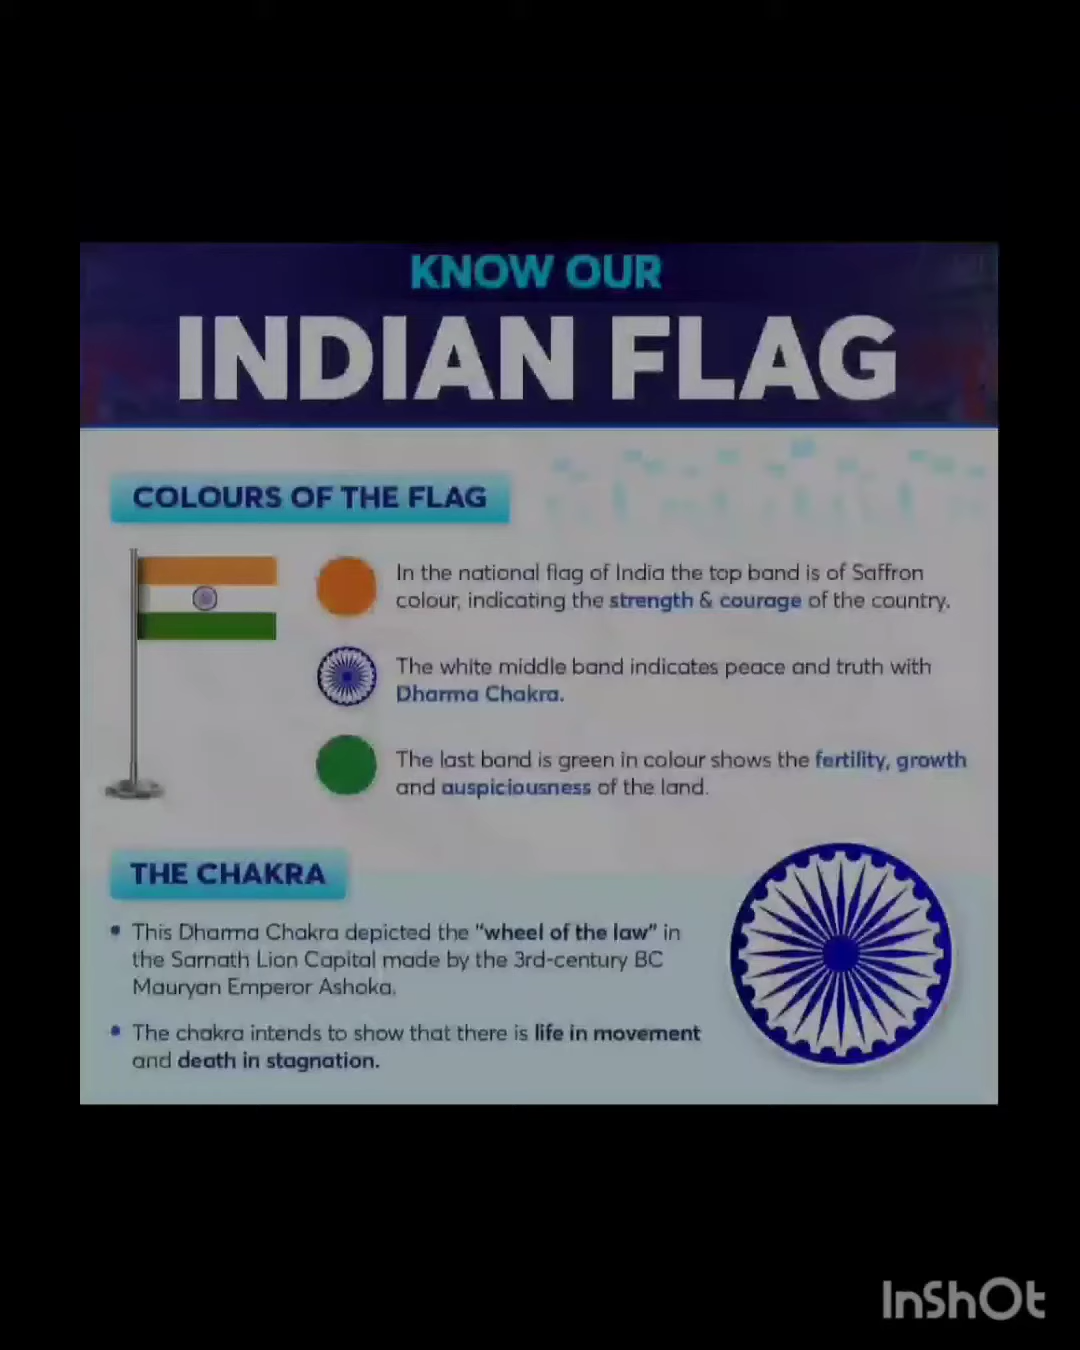 KNOW OUR
INDIAN FLAG
COLOURS OF THE FLAG
In the national flag of India the top band is of Saffron
colour, indicating the strength & courage of the country.
The white middle band indicates peace and truth with
Dharma Chakra.
The last band is green in colour shows the fertility, growth
and auspiciousness of the land.
THE CHAKRA
• This Dharma Chakra depicted the "wheel of the law" in
the Sarnath Lion Capital made by the 3rd-century BC
Mauryan Emperor Ashoka.
• The chakra intends to show that there is life in movement
and death in stagnation.
InShOt